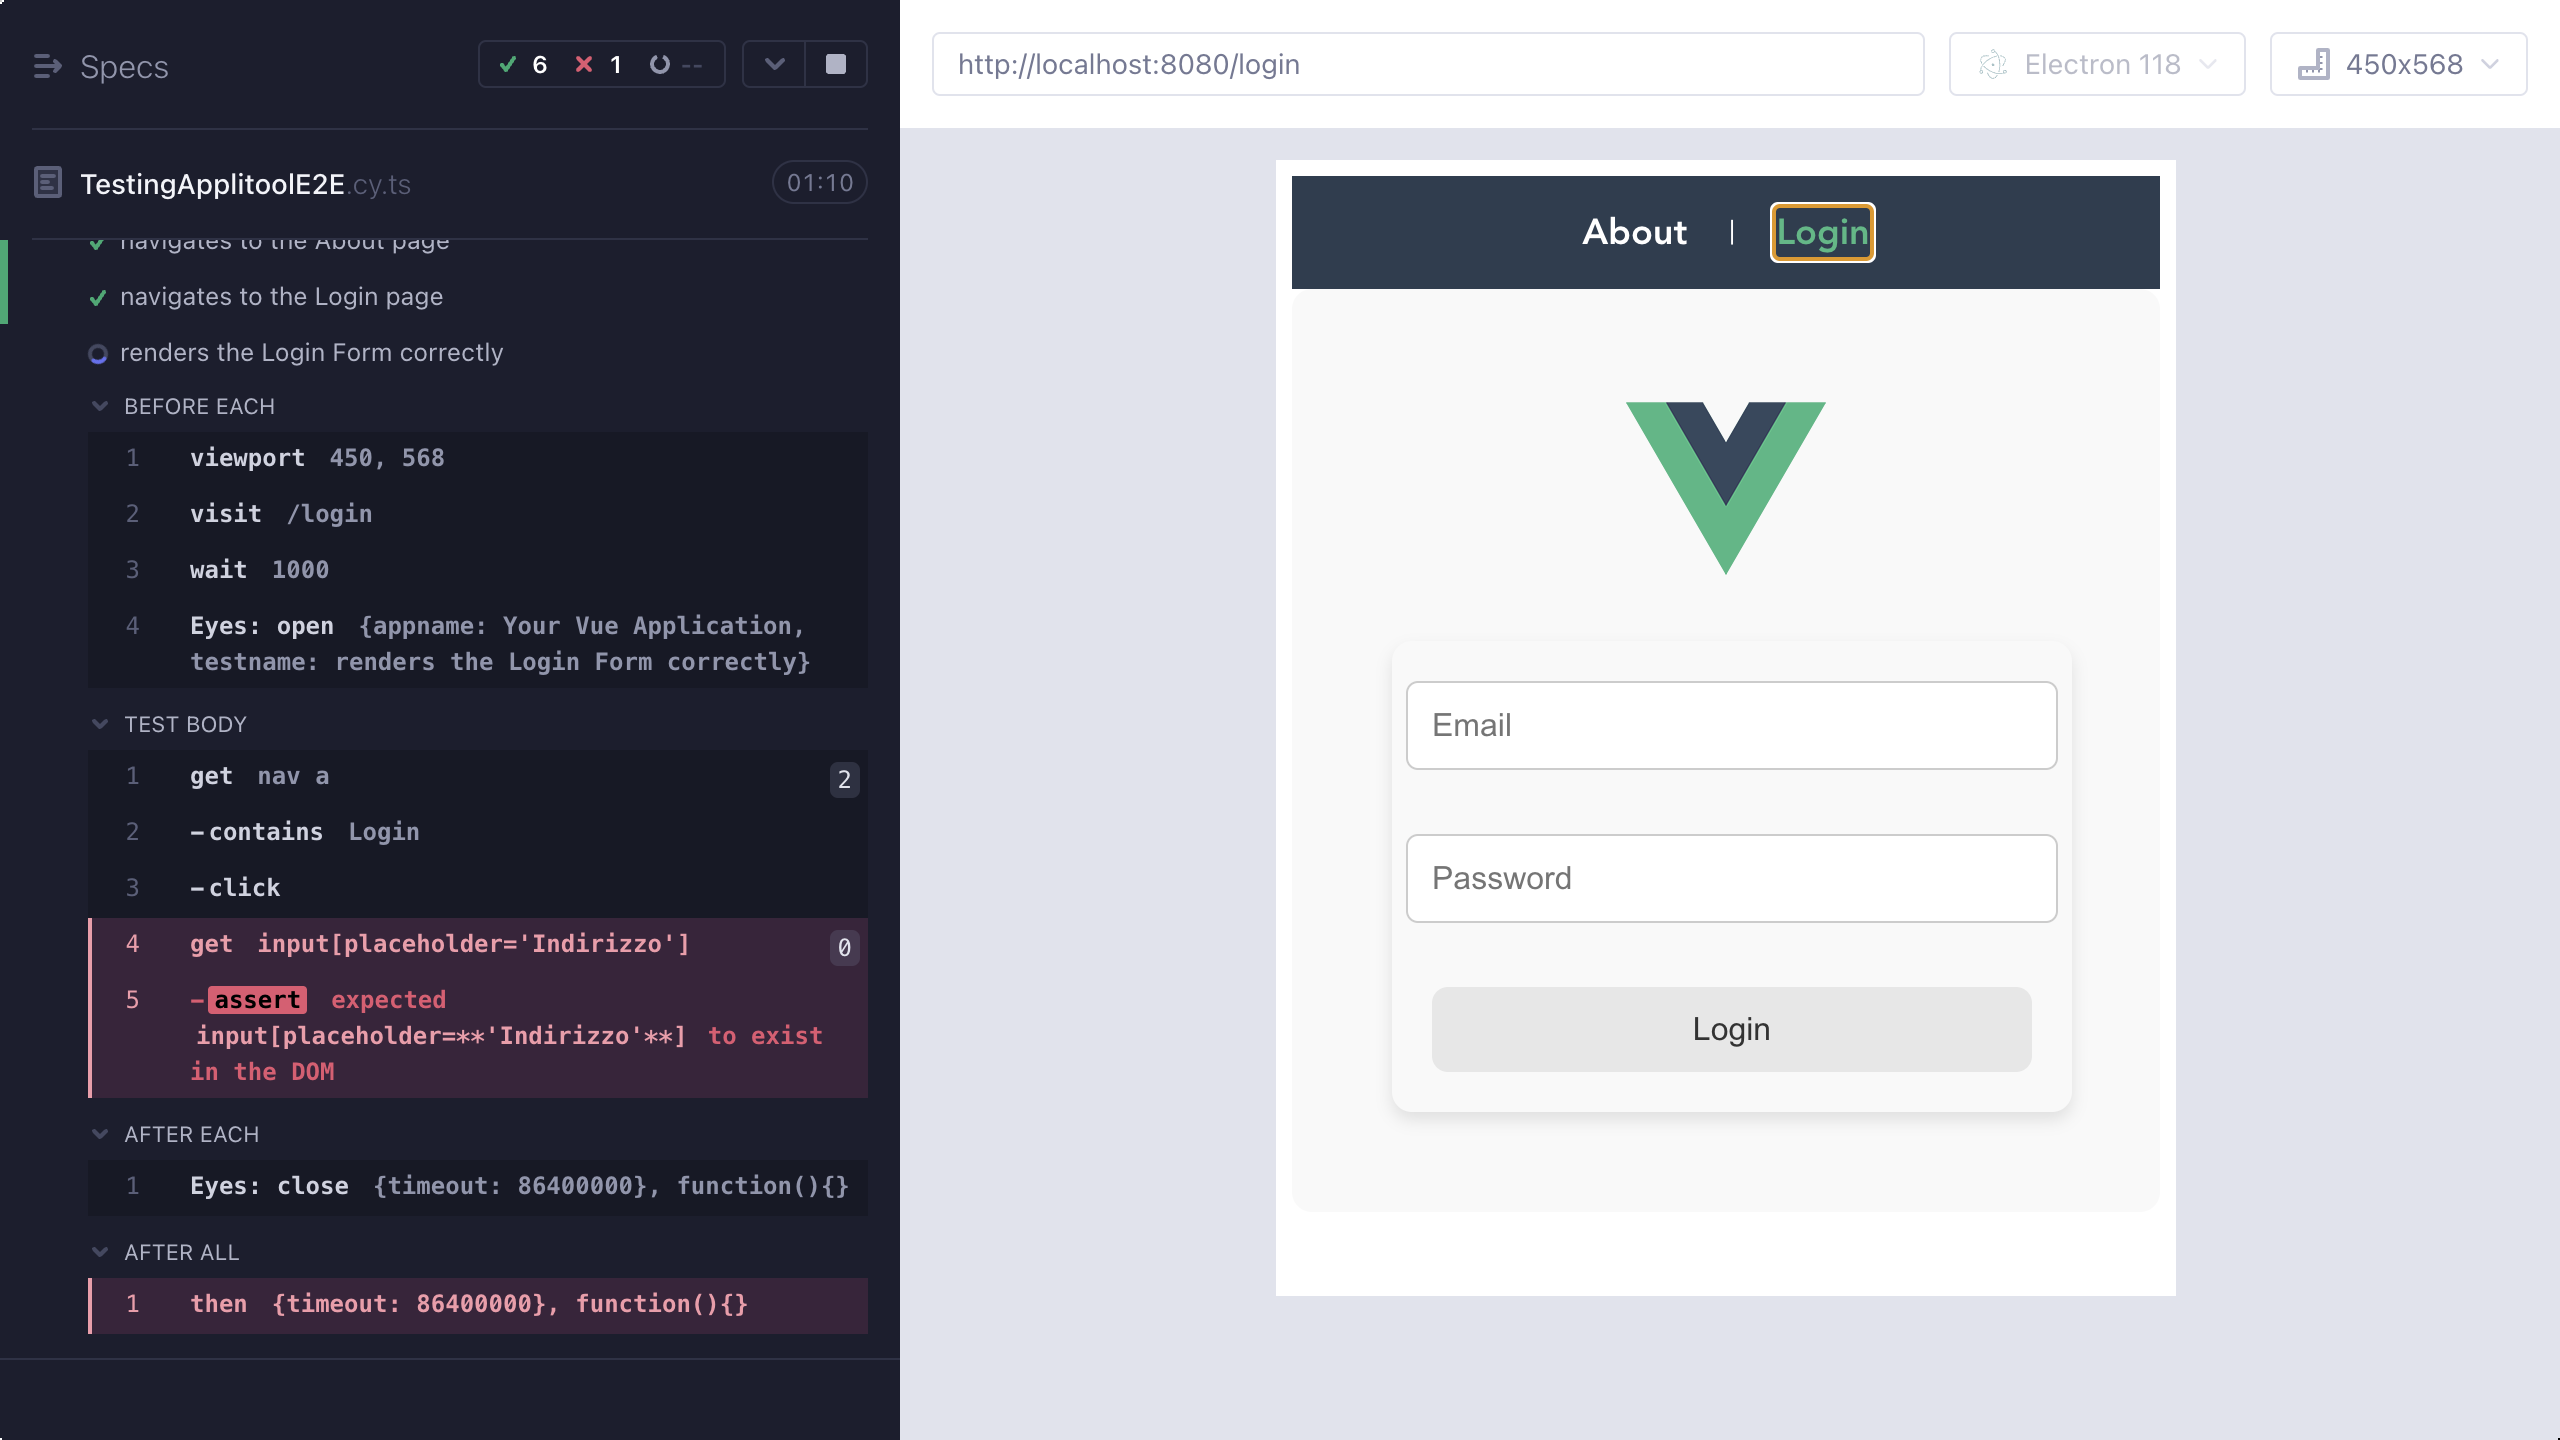 Specs
6 1 --
TestingApplitoolE2E.cy.ts 01:10
navigates to the About page
navigates to the Login page
renders the Login Form correctly
BEFORE EACH
1 viewport 450, 568
2 visit /login
3 wait 1000
4 Eyes: open {appname: Your Vue Application,
testname: renders the Login Form correctly}
TEST BODY
1 get nav a 2
2 -contains Login
3 -click
4 get input[placeholder='Indirizzo'] 0
5 -assert expected
input[placeholder=**'Indirizzo'**] to exist
in the DOM
AFTER EACH
1 Eyes: close {timeout: 86400000}, function(){}
AFTER ALL
1 then {timeout: 86400000}, function(){}
http://localhost:8080/login
Electron 118
450x568
About | Login
Email
Password
Login